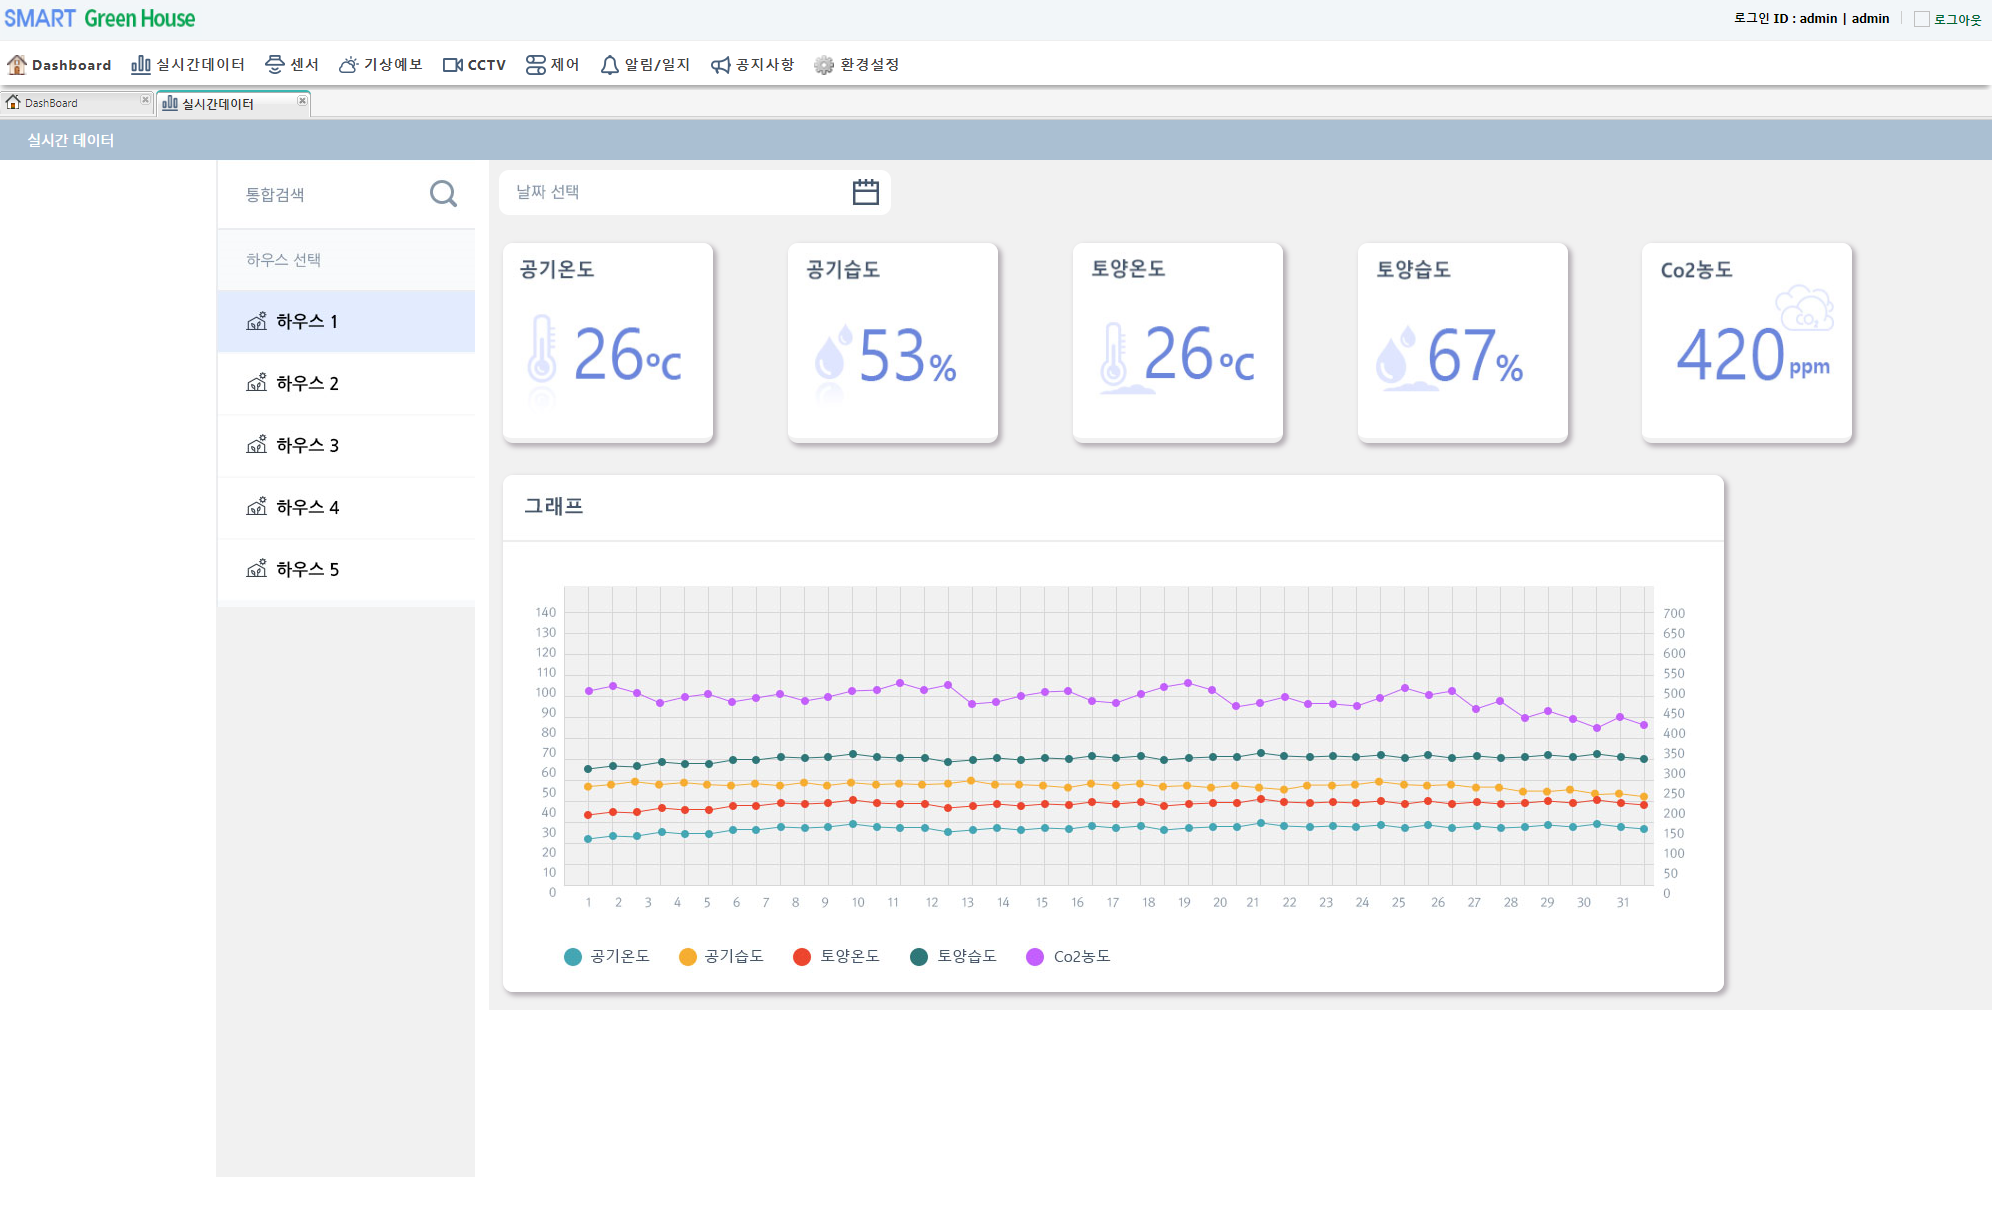 SMART Green House
로그인 ID : admin | admin 로그아웃
Dashboard 실시간데이터 센서 기상예보 CCTV 제어 알림/일지 공지사항 환경설정
DashBoard 실시간데이터
실시간 데이터
통합검색
하우스 선택
하우스 1
하우스 2
하우스 3
하우스 4
하우스 5
날짜 선택
공기온도
26ºC
공기습도
53%
토양온도
26ºC
토양습도
67%
Co2농도
CO2
420ppm
그래프
140
130
120
110
100
90
80
70
60
50
40
30
20
10
0
700
650
600
550
500
450
400
350
300
250
200
150
100
50
0
1 2 3 4 5 6 7 8 9 10 11 12 13 14 15 16 17 18 19 20 21 22 23 24 25 26 27 28 29 30 31
공기온도 공기습도 토양온도 토양습도 Co2농도